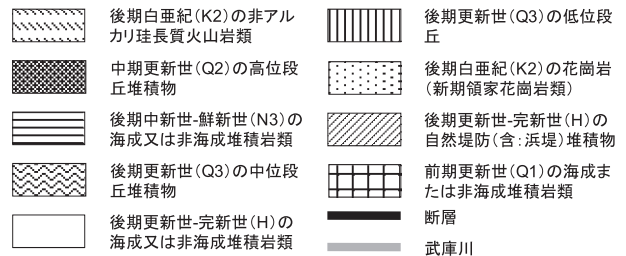 後期白亜紀(K2)の非アル
カリ珪長質火山岩類
中期更新世(Q2)の高位段
丘堆積物
後期中新世-鮮新世(N3)の
海成又は非海成堆積岩類
後期更新世(Q3)の中位段
丘堆積物
後期更新世-完新世(H)の
海成又は非海成堆積岩類
後期更新世(Q3)の低位段
丘
後期白亜紀(K2)の花崗岩
(新期領家花崗岩類)
後期更新世-完新世(H)の
自然堤防(含:浜堤)堆積物
前期更新世(Q1)の海成ま
たは非海成堆積岩類
断層
武庫川